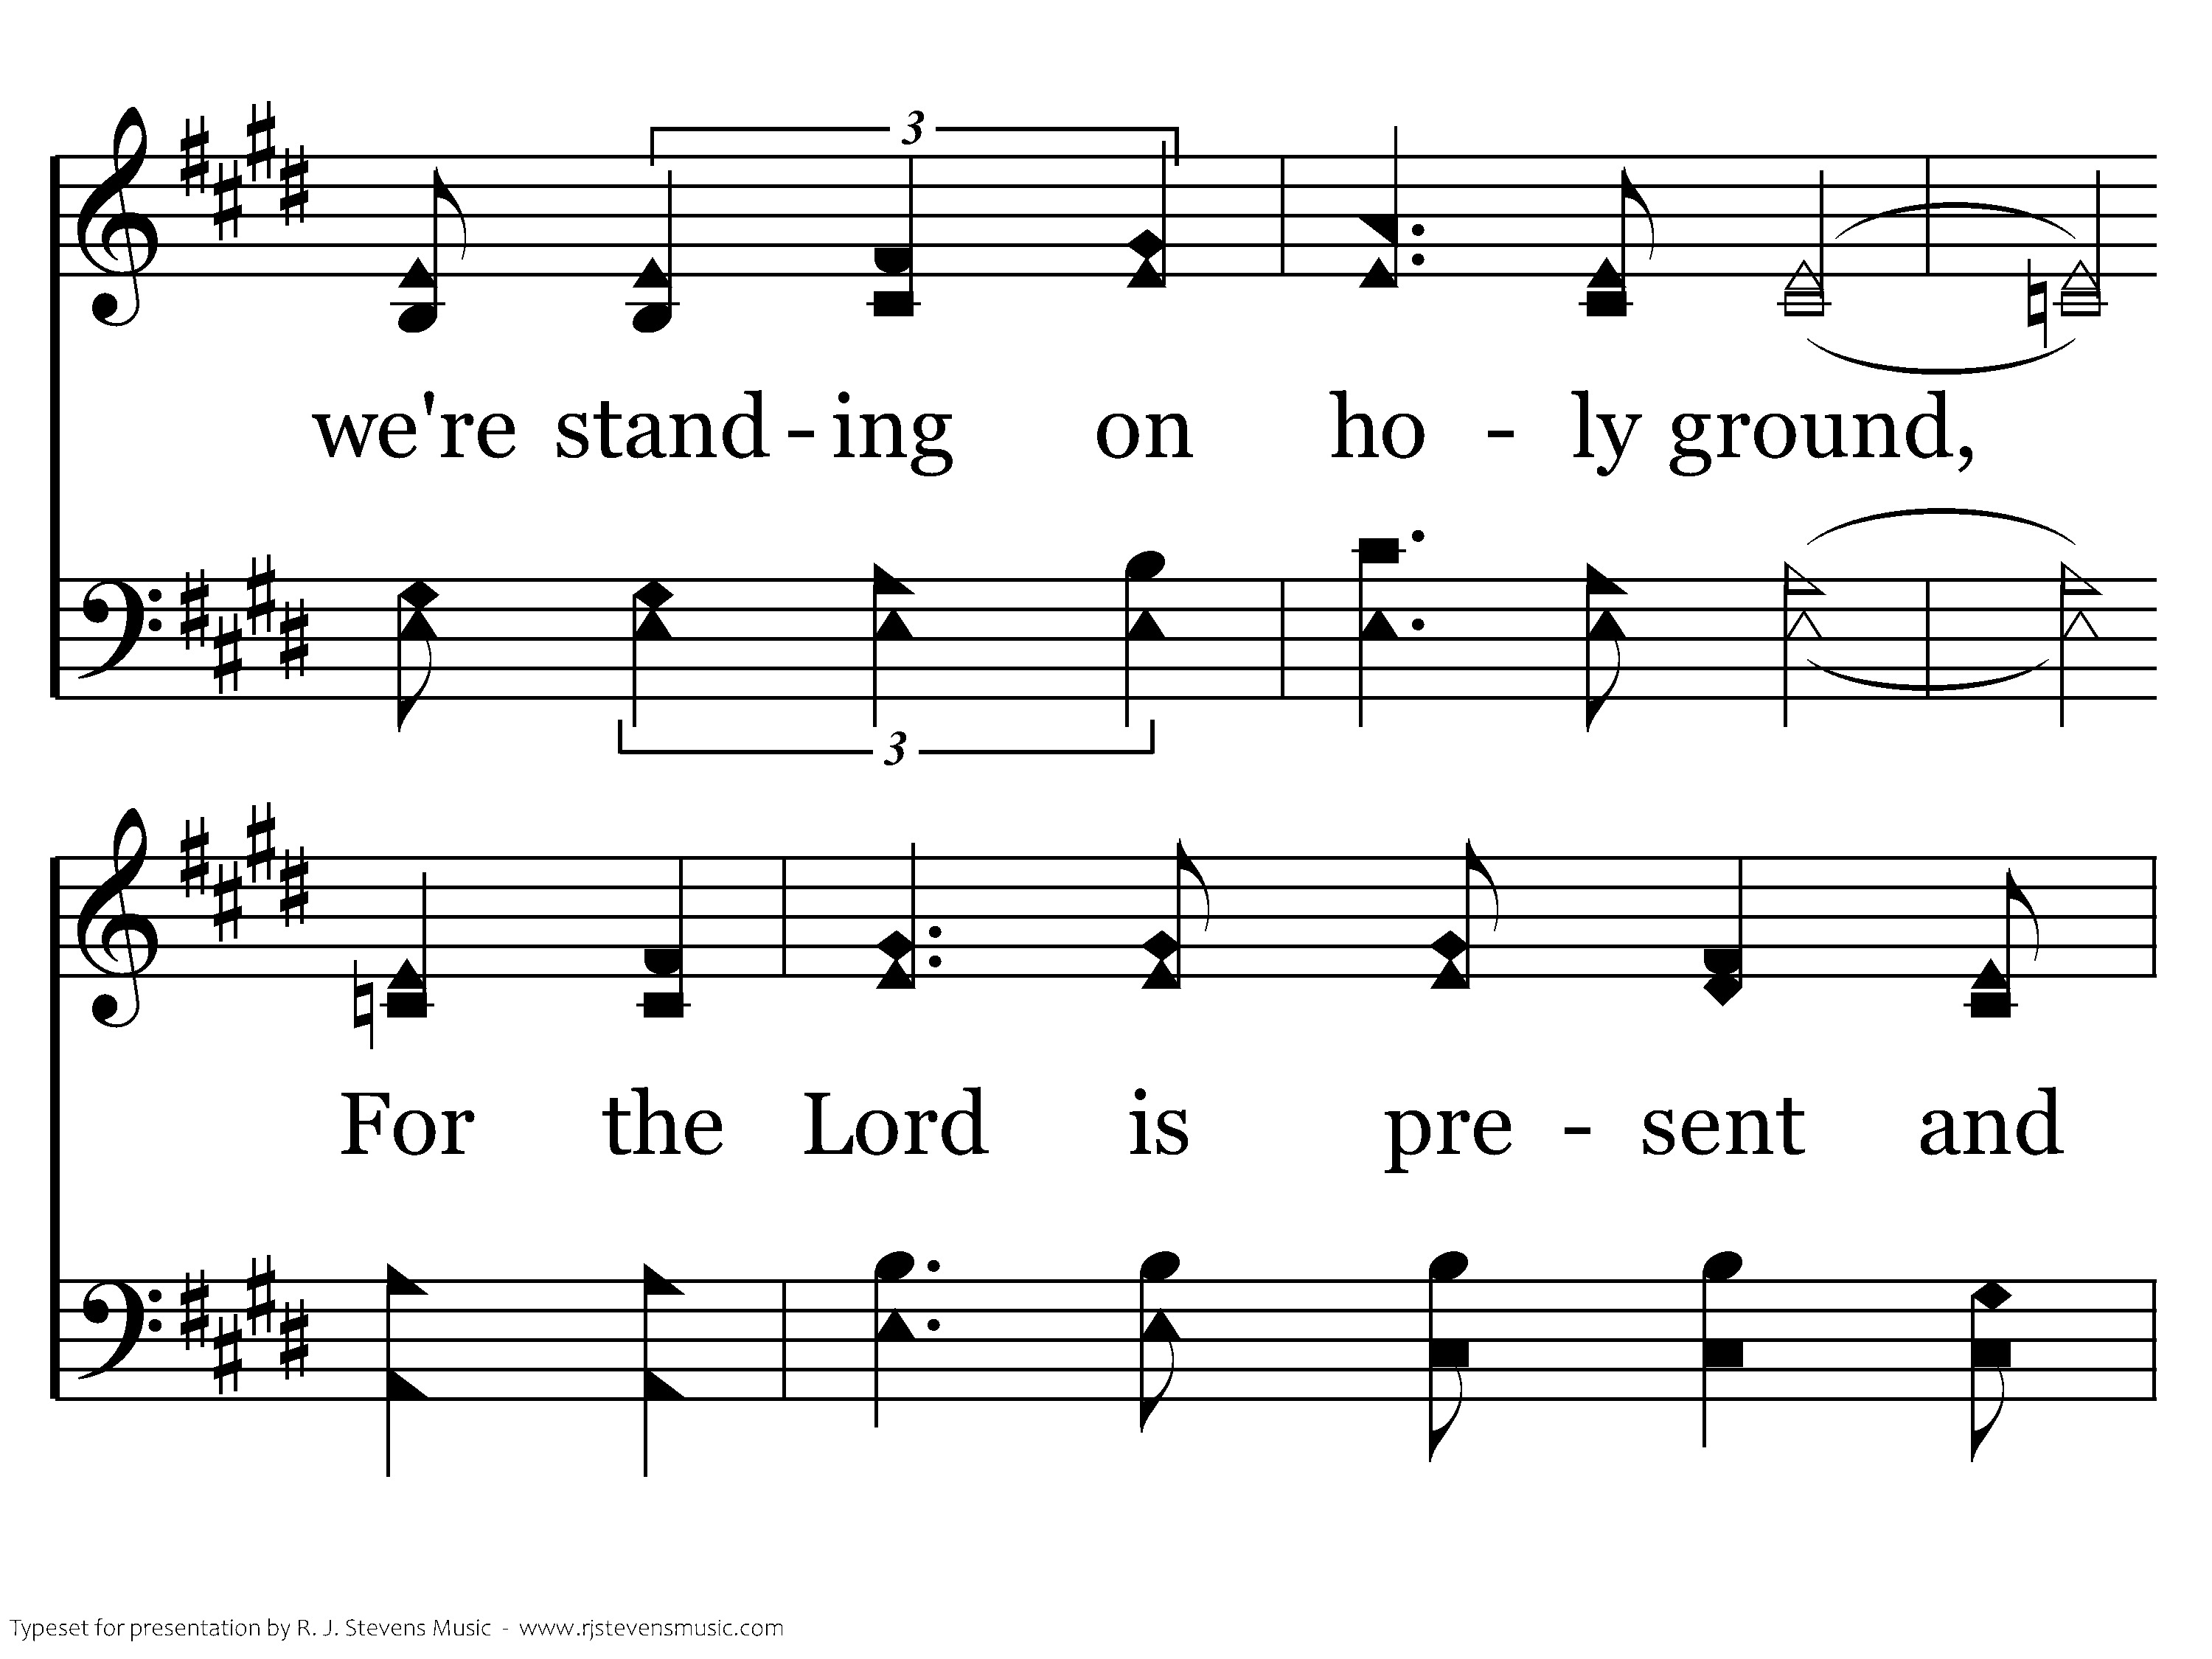 3
we're stand - ing on ho - ly ground,
3
For the Lord is pre - sent and
Typeset for presentation by R. J. Stevens Music - www.rjstevensmusic.com